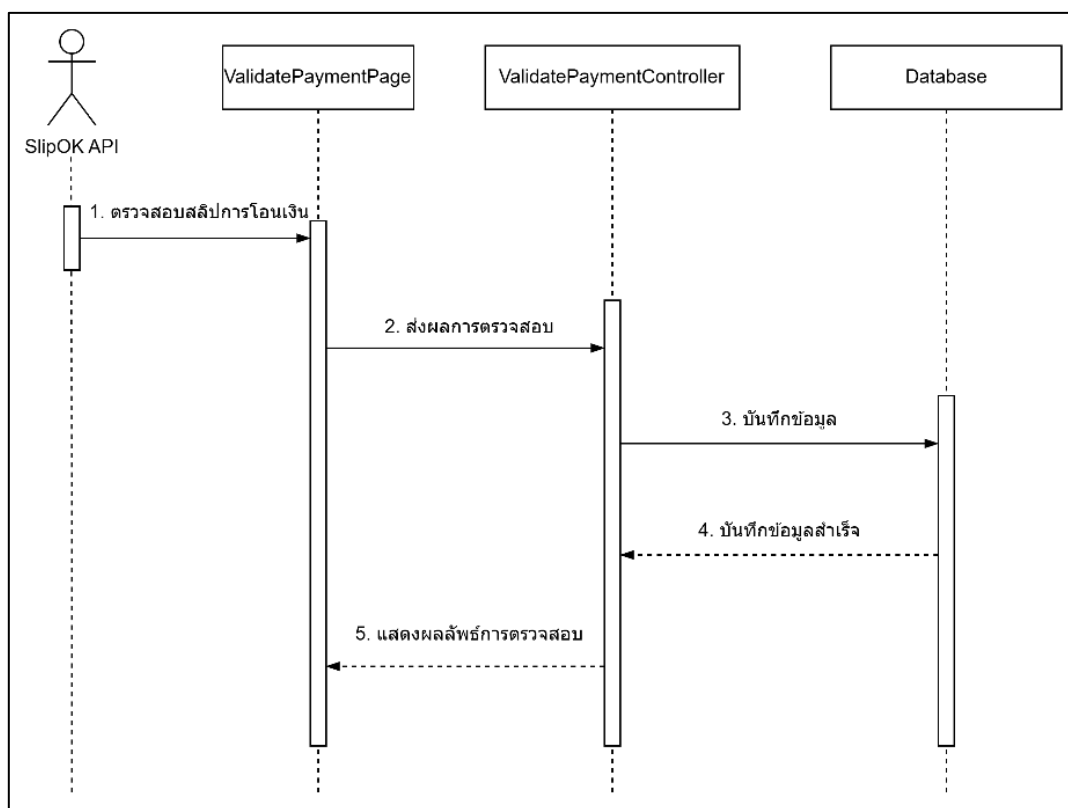 ValidatePaymentPage
ValidatePaymentController
Database
SlipOK API
1. ตรวจสอบสลิปการโอนเงิน
2. ส่งผลการตรวจสอบ
3. บันทึกข้อมูล
4. บันทึกข้อมูลสำเร็จ
5. แสดงผลลัพธ์การตรวจสอบ